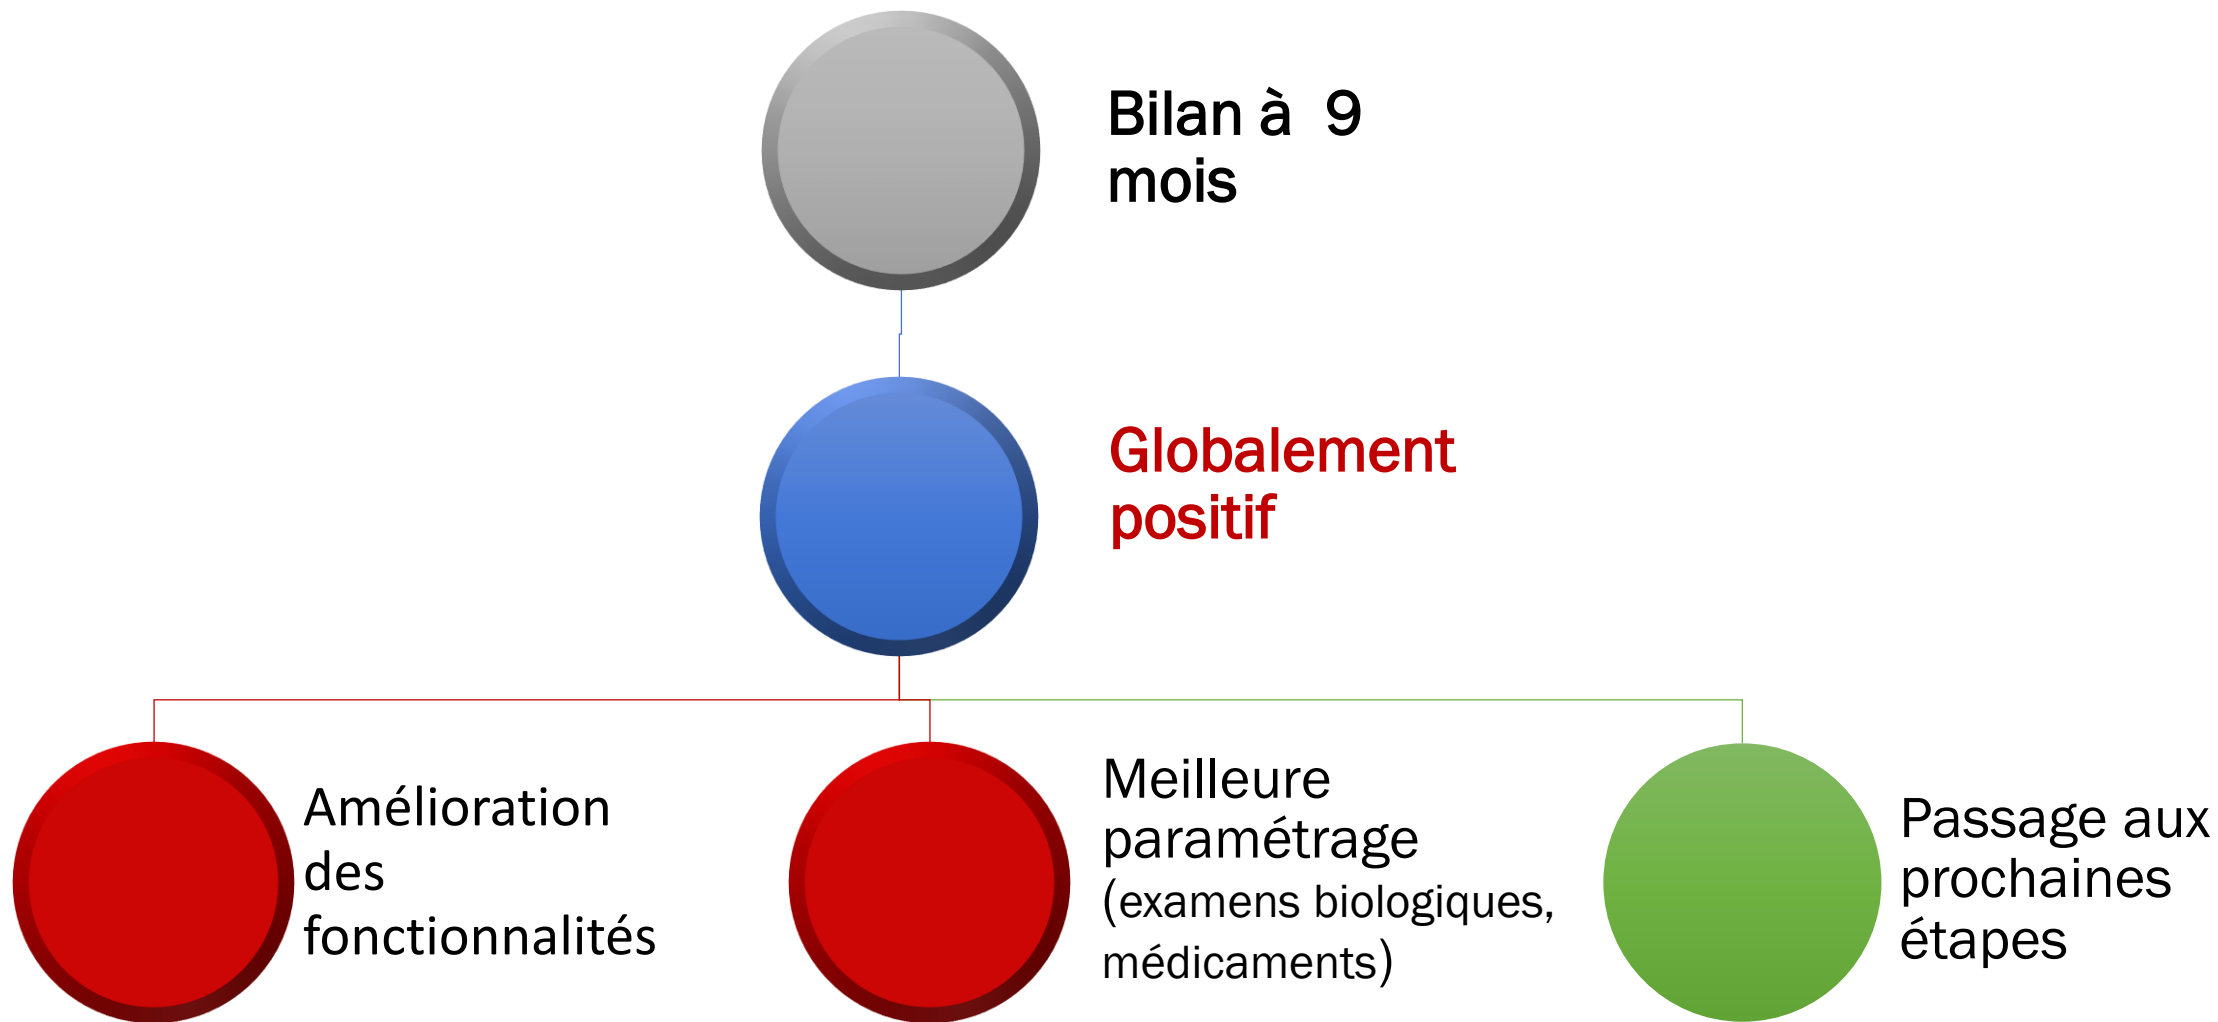 Bilan à 9
mois
Globalement
positif
Amélioration
des
fonctionnalités
Meilleure
paramétrage
(examens biologiques,
médicaments)
Passage aux
prochaines
étapes